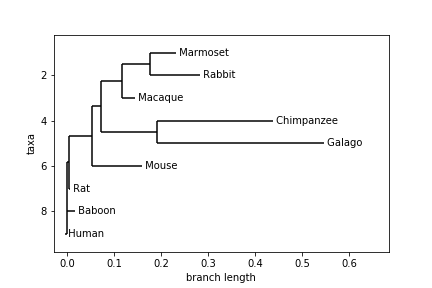 Marmoset
2
Rabbit
Macaque
4
Chimpanzee
Galago
taxa
6
Mouse
Rat
8
Baboon
Human
0.0 0.1 0.2 0.3 0.4 0.5 0.6
branch length